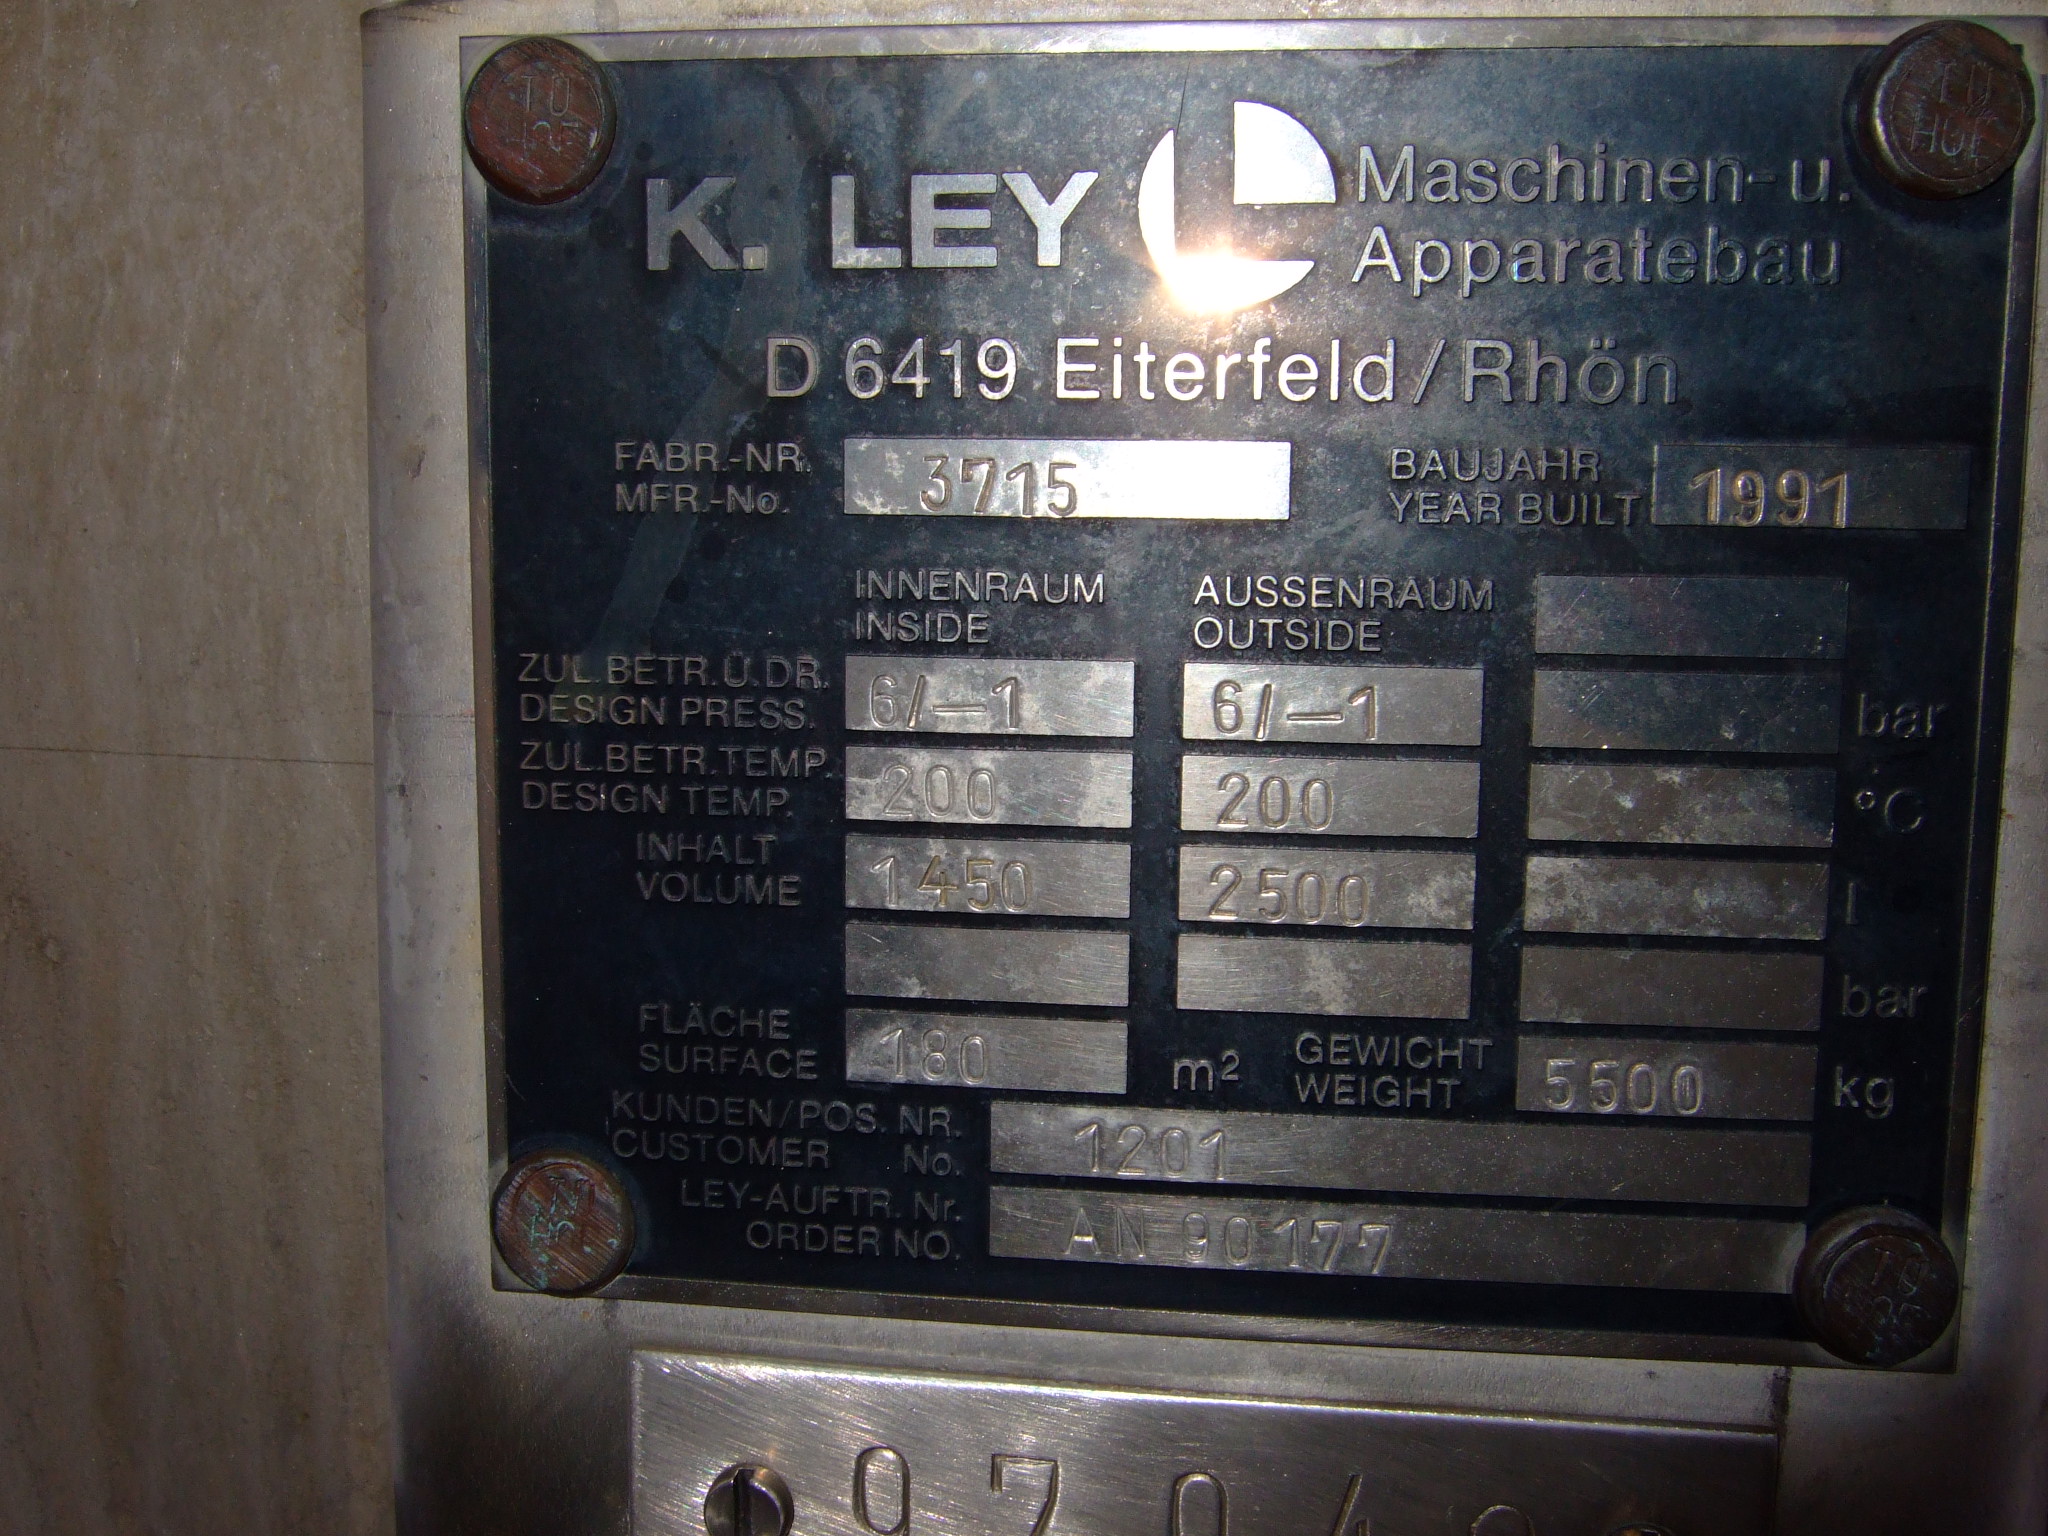 K. LEY Maschinen- u.
Apparatebau
D 6419 Eiterfeld/Rhön
FABR.-NR. 3715 BAUJAHR 1991
MFR.-No. YEAR BUILT
INNENRAUM AUSSENRAUM
INSIDE OUTSIDE
ZUL.BETR.Ü.DR. 6/—1 6/—1 bar
DESIGN PRESS.
ZUL.BETR.TEMP. 200 200 °C
DESIGN TEMP.
INHALT 1450 2500 l
VOLUME
bar
FLÄCHE 180 m² GEWICHT 5500 kg
SURFACE WEIGHT
KUNDEN/POS. NR. 1201
CUSTOMER No.
LEY-AUFTR. Nr. AN 90177
ORDER NO.